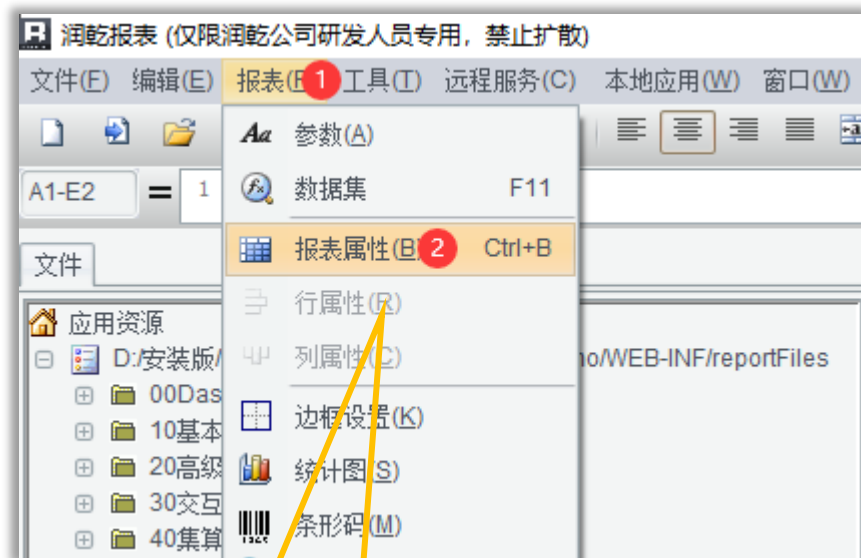 润乾报表 (仅限润乾公司研发人员专用，禁止扩散)
文件(F) 编辑(E) 报表( 1 工具(T) 远程服务(C) 本地应用(W) 窗口(W)
Aa 参数(A)
A1-E2 = 1
fx 数据集 F11
报表属性(B 2 Ctrl+B
文件
行属性(R)
应用资源
列属性(C)
D:/安装版/ no/WEB-INF/reportFiles
00Das
边框设置(K)
10基本
20高级
统计图(S)
30交互
条形码(M)
40集算